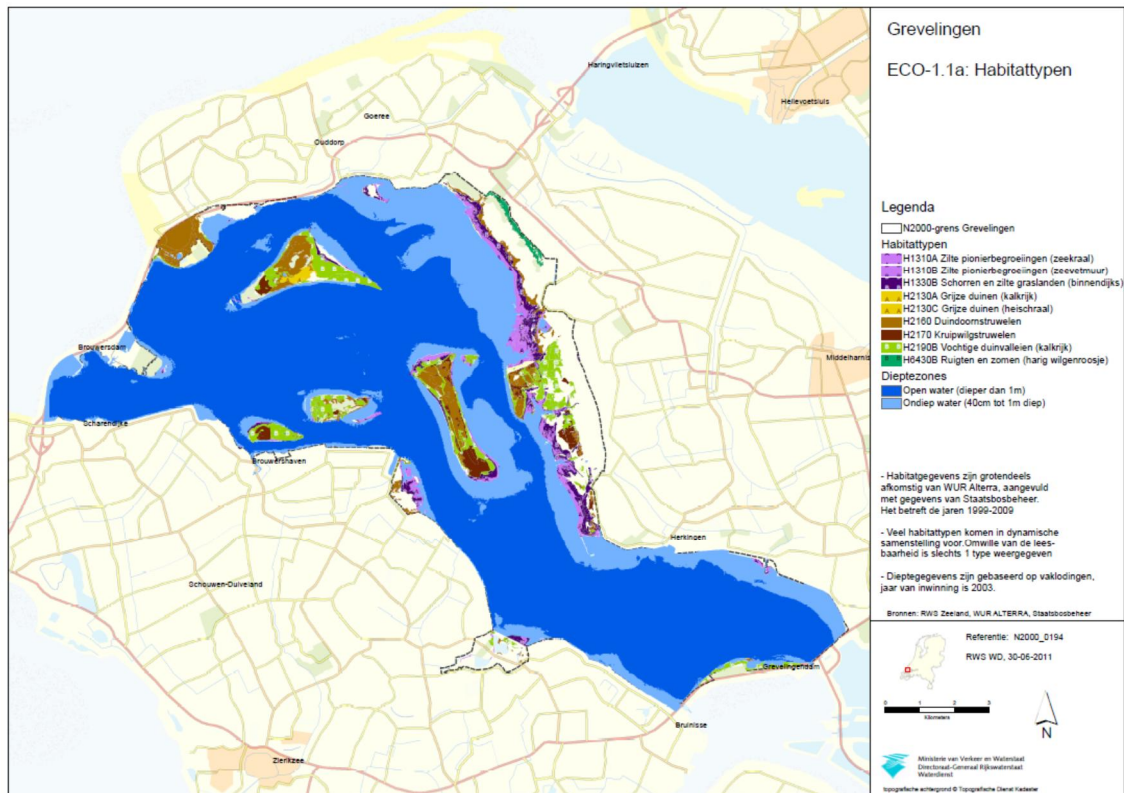 Grevelingen
ECO-1.1a: Habitattypen
Haringvlietsluizen
Hellevoetsluis
Goeree
Ouddorp
Brouwersdam
Middelharnis
Scharendijke
Brouwershaven
Herkingen
Schouwen-Duiveland
Grevelingendam
Bruinisse
Zierikzee
Legenda
N2000-grens Grevelingen
Habitattypen
H1310A Zilte pionierbegroeiingen (zeekraal)
H1310B Zilte pionierbegroeiingen (zeevetmuur)
H1330B Schorren en zilte graslanden (binnendijks)
H2130A Grijze duinen (kalkrijk)
H2130C Grijze duinen (heischraal)
H2160 Duindoornstruwelen
H2170 Kruipwilgstruwelen
H2190B Vochtige duinvalleien (kalkrijk)
H6430B Ruigten en zomen (harig wilgenroosje)
Dieptezones
Open water (dieper dan 1m)
Ondiep water (40cm tot 1m diep)
- Habitatgegevens zijn grotendeels
afkomstig van WUR Alterra, aangevuld
met gegevens van Staatsbosbeheer.
Het betreft de jaren 1999-2009
- Veel habittypen komen in dynamische
samenstelling voor.Omwille van de lees-
baarheid is slechts 1 type weergegeven
- Dieptegegevens zijn gebaseerd op vaklodingen,
jaar van inwinning is 2003.
Bronnen: RWS Zeeland, WUR ALTERRA, Staatsbosbeheer
Referentie: N2000_0194
RWS WD, 30-06-2011
0 1 2 3
Kilometers
N
Ministerie van Verkeer en Waterstaat
Directoraat-Generaal Rijkswaterstaat
Waterdienst
topografische achtergrond © Topografische Dienst Kadaster